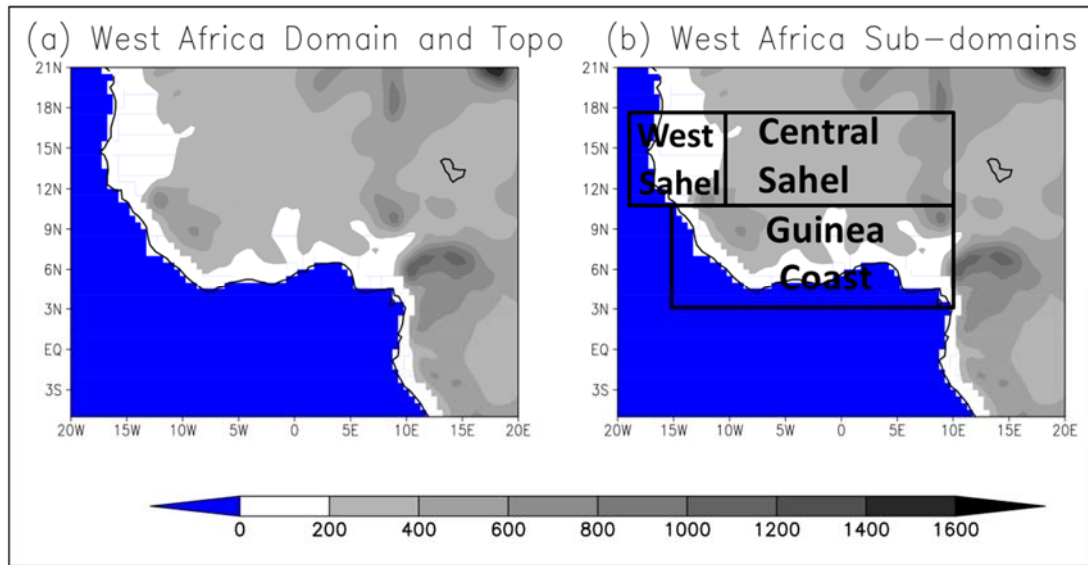 (a) West Africa Domain and Topo
(b) West Africa Sub-domains
21N
18N
15N
12N
9N
6N
3N
EQ
3S
20W 15W 10W 5W 0 5E 10E 15E 20E
21N
18N
15N
12N
9N
6N
3N
EQ
3S
West
Sahel
Central
Sahel
Guinea
Coast
20W 15W 10W 5W 0 5E 10E 15E 20E
0 200 400 600 800 1000 1200 1400 1600